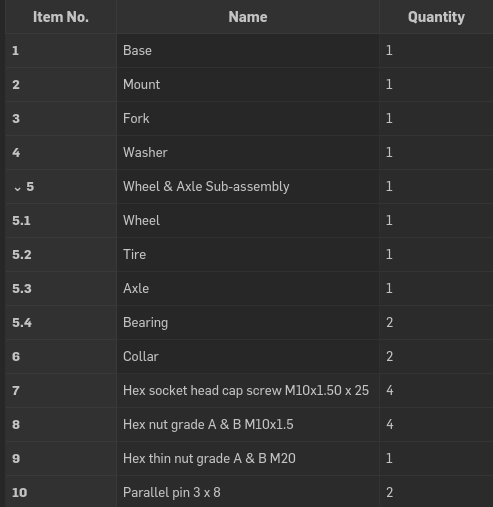 Item No. Name Quantity
1 Base 1
2 Mount 1
3 Fork 1
4 Washer 1
5 Wheel & Axle Sub-assembly 1
5.1 Wheel 1
5.2 Tire 1
5.3 Axle 1
5.4 Bearing 2
6 Collar 2
7 Hex socket head cap screw M10x1.50 x 25 4
8 Hex nut grade A & B M10x1.5 4
9 Hex thin nut grade A & B M20 1
10 Parallel pin 3 x 8 2